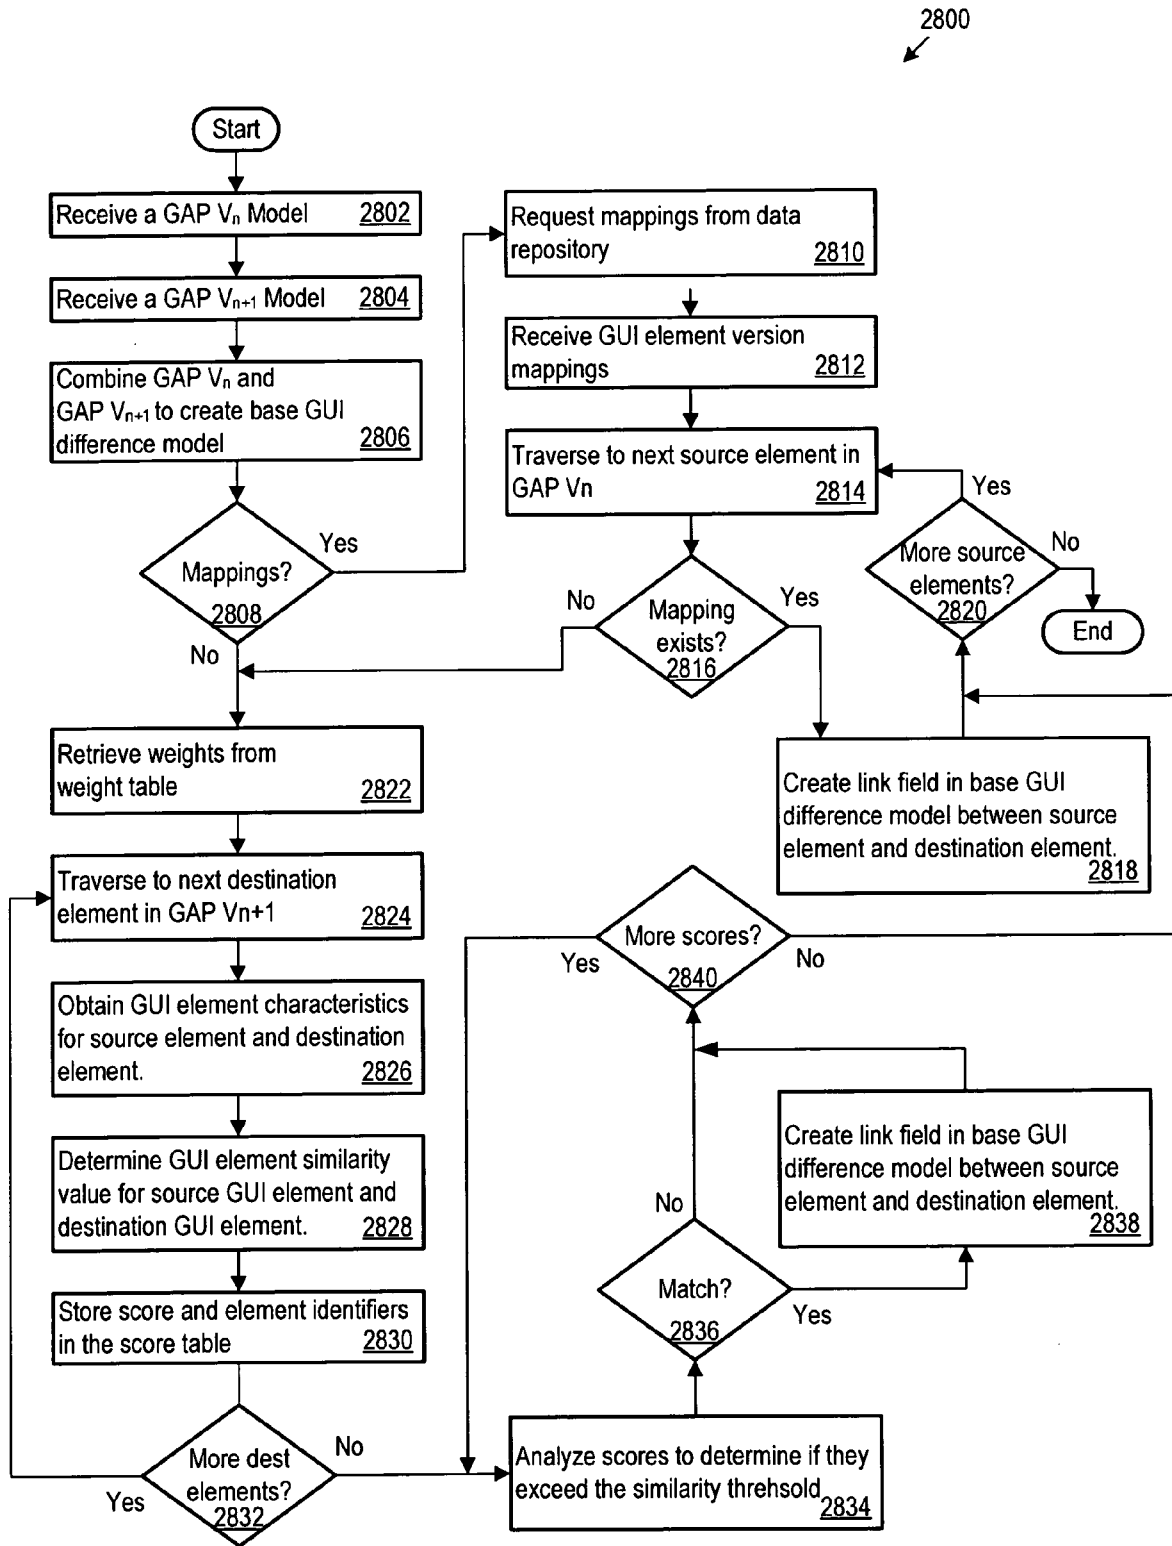 2800
Start
Receive a GAP Vn Model 2802
Receive a GAP Vn+1 Model 2804
Combine GAP Vn and
GAP Vn+1 to create base GUI
difference model 2806
Mappings?
2808
Yes
No
Request mappings from data
repository 2810
Receive GUI element version
mappings 2812
Traverse to next source element in
GAP Vn 2814
Mapping
exists?
2816
No
Yes
More source
elements?
2820
Yes
No
End
Create link field in base GUI
difference model between source
element and destination element.
2818
Retrieve weights from
weight table 2822
Traverse to next destination
element in GAP Vn+1 2824
Obtain GUI element characteristics
for source element and destination
element. 2826
Determine GUI element similarity
value for source GUI element and
destination GUI element. 2828
Store score and element identifiers
in the score table 2830
More dest
elements?
2832
Yes
No
Analyze scores to determine if they
exceed the similarity threhsold
2834
Match?
2836
No
Yes
Create link field in base GUI
difference model between source
element and destination element.
2838
More scores?
2840
Yes
No